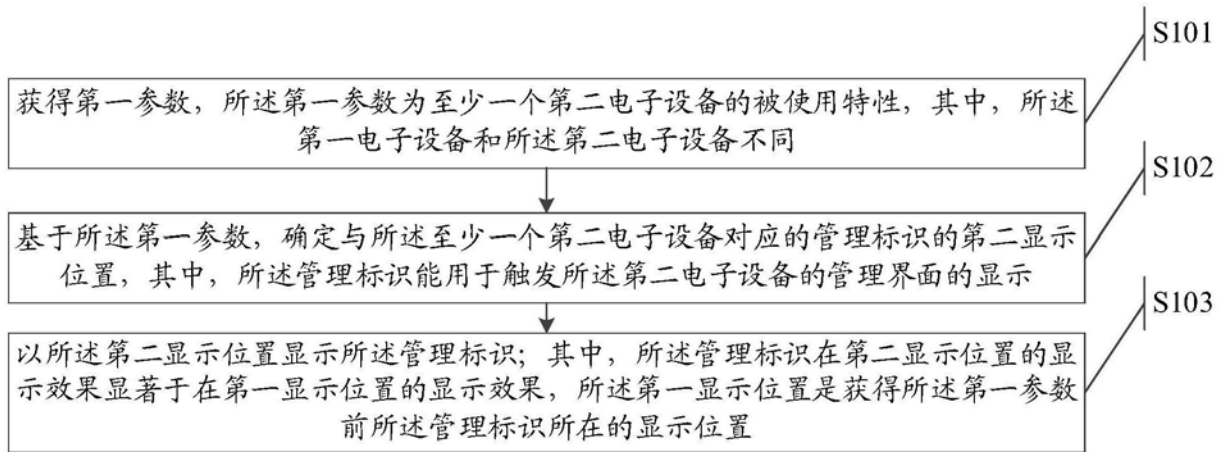 S101
获得第一参数，所述第一参数为至少一个第二电子设备的被使用特性，其中，所述
第一电子设备和所述第二电子设备不同
S102
基于所述第一参数，确定与所述至少一个第二电子设备对应的管理标识的第二显示
位置，其中，所述管理标识能用于触发所述第二电子设备的管理界面的显示
S103
以所述第二显示位置显示所述管理标识；其中，所述管理标识在第二显示位置的显
示效果显著于在第一显示位置的显示效果，所述第一显示位置是获得所述第一参数
前所述管理标识所在的显示位置